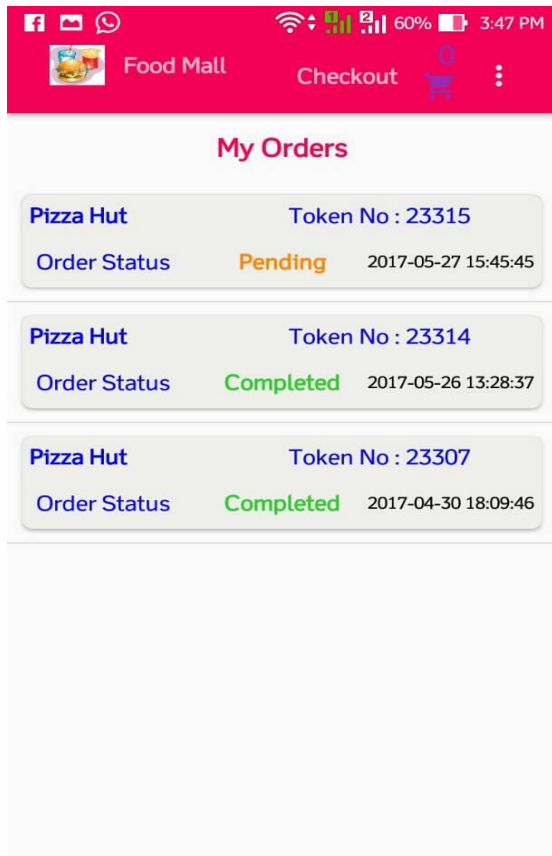 1 2 60% 3:47 PM
Food Mall Checkout 0
My Orders
Pizza Hut Token No : 23315
Order Status Pending 2017-05-27 15:45:45
Pizza Hut Token No : 23314
Order Status Completed 2017-05-26 13:28:37
Pizza Hut Token No : 23307
Order Status Completed 2017-04-30 18:09:46